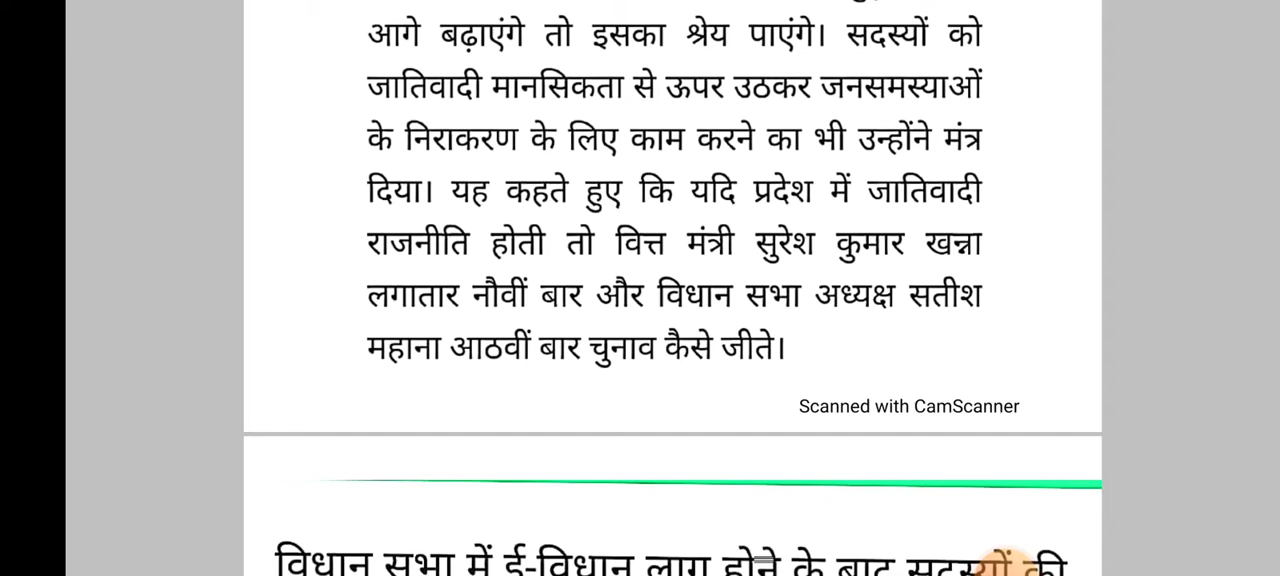 आगे बढ़ाएंगे तो इसका श्रेय पाएंगे। सदस्यों को
जातिवादी मानसिकता से ऊपर उठकर जनसमस्याओं
के निराकरण के लिए काम करने का भी उन्होंने मंत्र
दिया। यह कहते हुए कि यदि प्रदेश में जातिवादी
राजनीति होती तो वित्त मंत्री सुरेश कुमार खन्ना
लगातार नौवीं बार और विधान सभा अध्यक्ष सतीश
महाना आठवीं बार चुनाव कैसे जीते।
Scanned with CamScanner
विधान सभा में ई-विधान लागू होने के बाद सदस्यों की